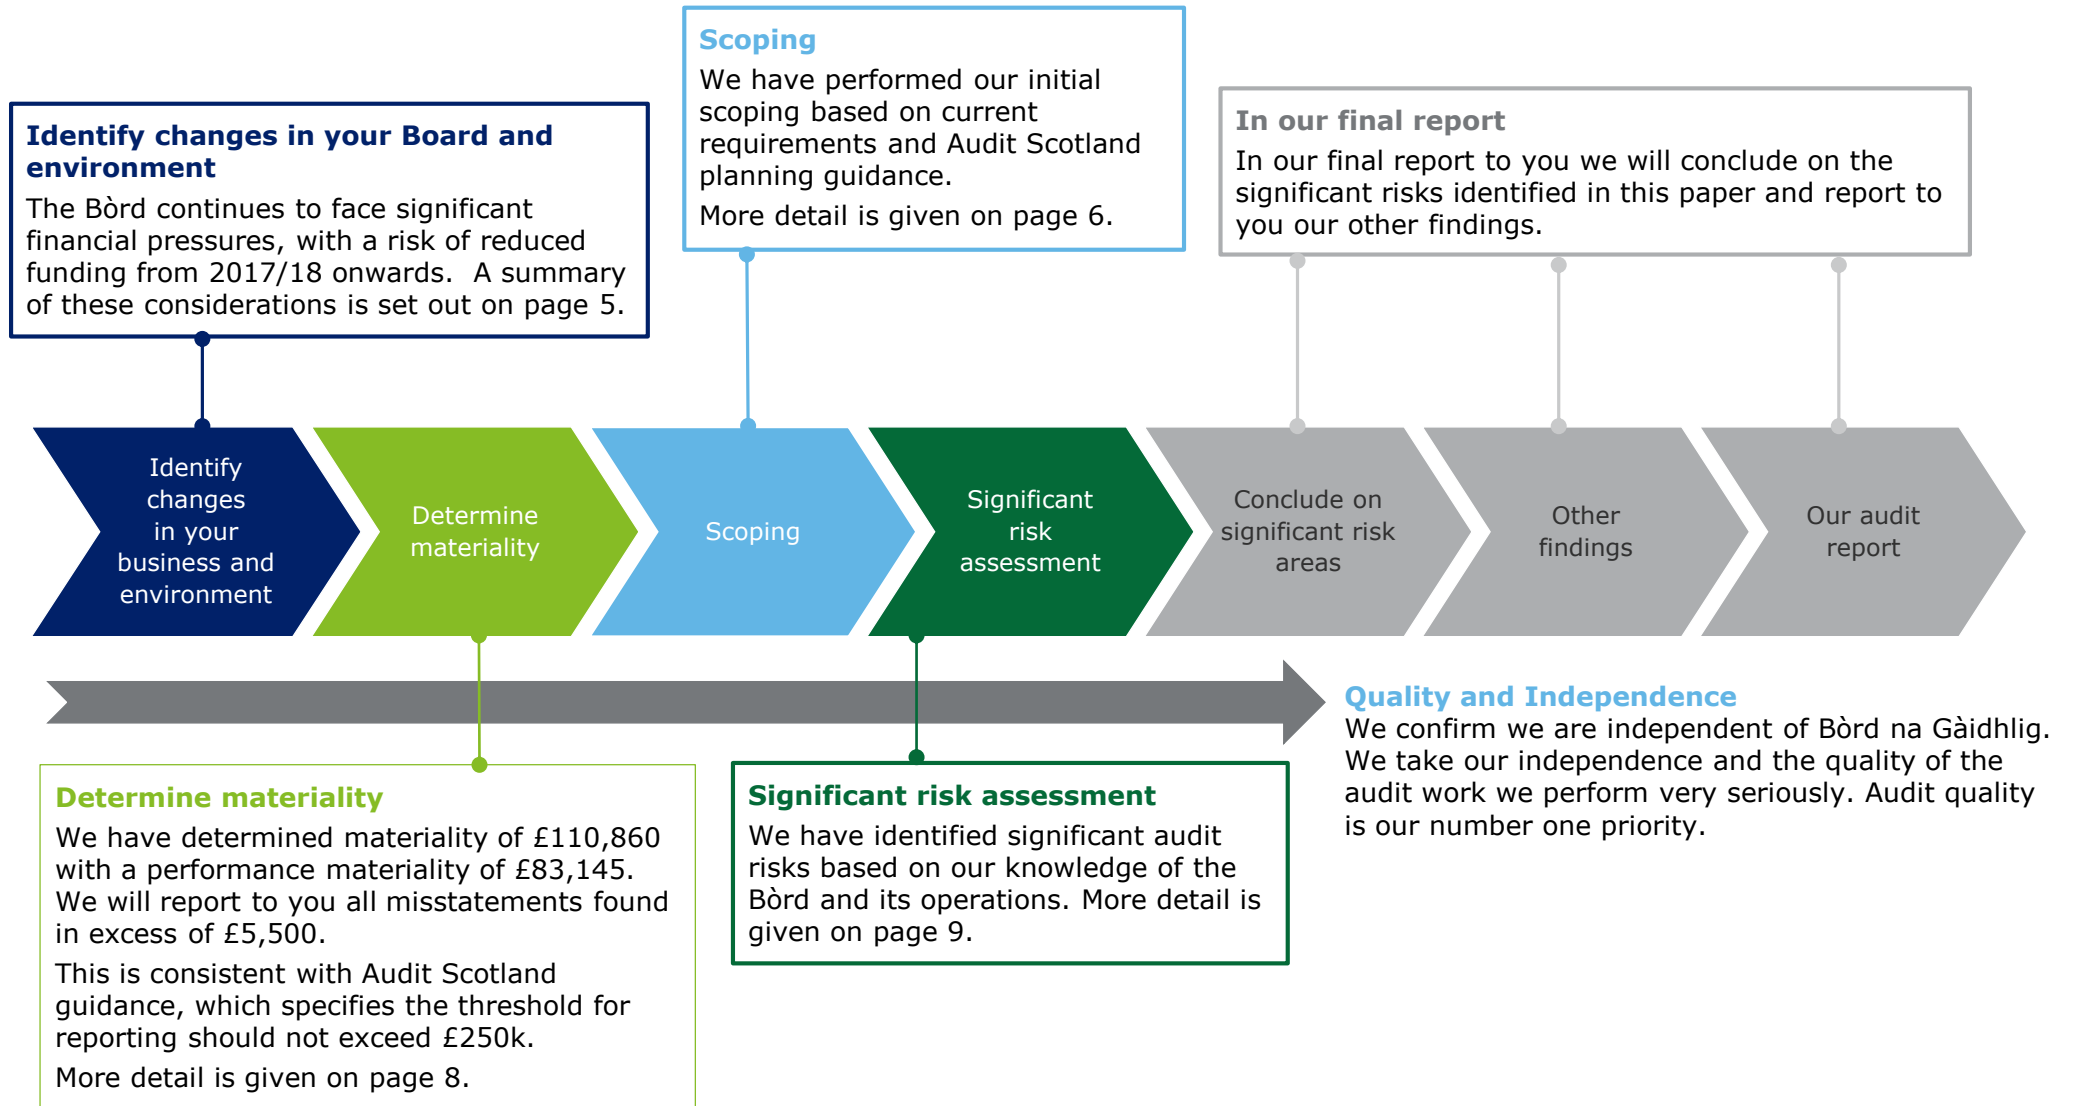 Scoping
We have performed our initial
scoping based on current
requirements and Audit Scotland
planning guidance.
More detail is given on page 6.
Identify changes in your Board and
environment
The Bòrd continues to face significant
financial pressures, with a risk of reduced
funding from 2017/18 onwards.  A summary
of these considerations is set out on page 5.
In our final report
In our final report to you we will conclude on the
significant risks identified in this paper and report to
you our other findings.
Identify
changes
in your
business and
environment
Determine
materiality
Scoping
Significant
risk
assessment
Conclude on
significant risk
areas
Other
findings
Our audit
report
Determine materiality
We have determined materiality of £110,860
with a performance materiality of £83,145.
We will report to you all misstatements found
in excess of £5,500.
This is consistent with Audit Scotland
guidance, which specifies the threshold for
reporting should not exceed £250k.
More detail is given on page 8.
Significant risk assessment
We have identified significant audit
risks based on our knowledge of the
Bòrd and its operations. More detail is
given on page 9.
Quality and Independence
We confirm we are independent of Bòrd na Gàidhlig.
We take our independence and the quality of the
audit work we perform very seriously. Audit quality
is our number one priority.